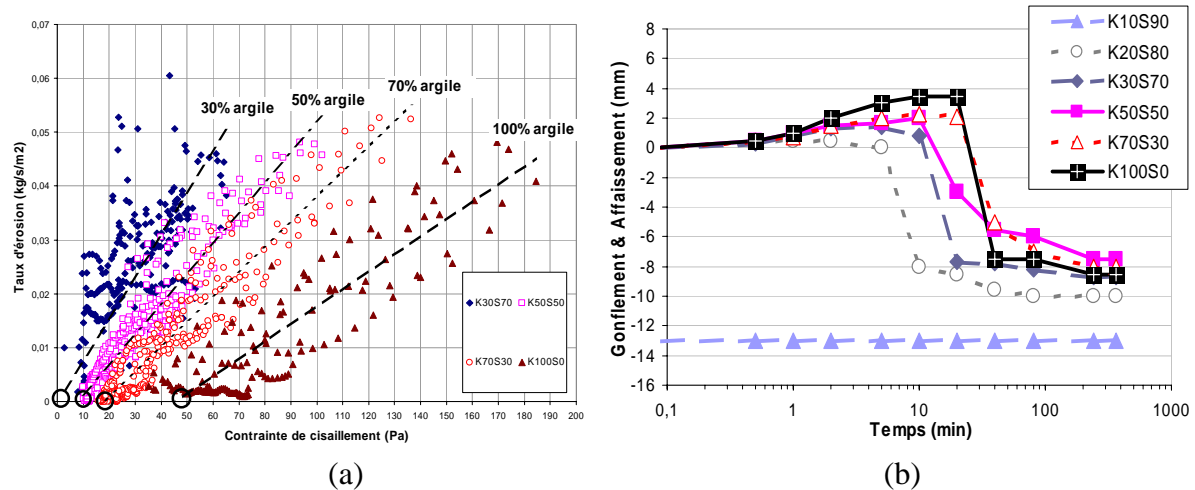 0,07
0,06
0,05
0,04
0,03
0,02
0,01
0
Taux d'érosion (kg/s/m2)
30% argile
50% argile
70% argile
100% argile
K30S70
K50S50
K70S30
K100S0
0 10 20 30 40 50 60 70 80 90 100 110 120 130 140 150 160 170 180 190 200
Contrainte de cisaillement (Pa)
(a)
8
6
4
2
0
-2
-4
-6
-8
-10
-12
-14
-16
Gonflement & Affaissement (mm)
K10S90
K20S80
K30S70
K50S50
K70S30
K100S0
0,1 1 10 100 1000
Temps (min)
(b)